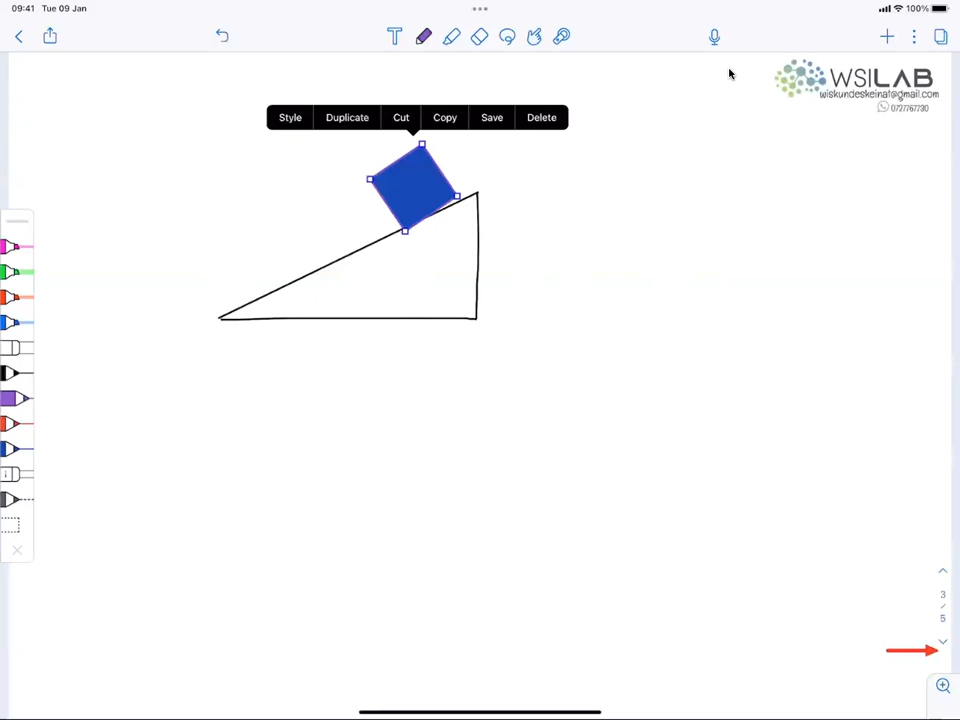 09:41 Tue 09 Jan
100%
T
WSILAB
wiskundeskeinat@gmail.com
0727767730
Style Duplicate Cut Copy Save Delete
3
/
5